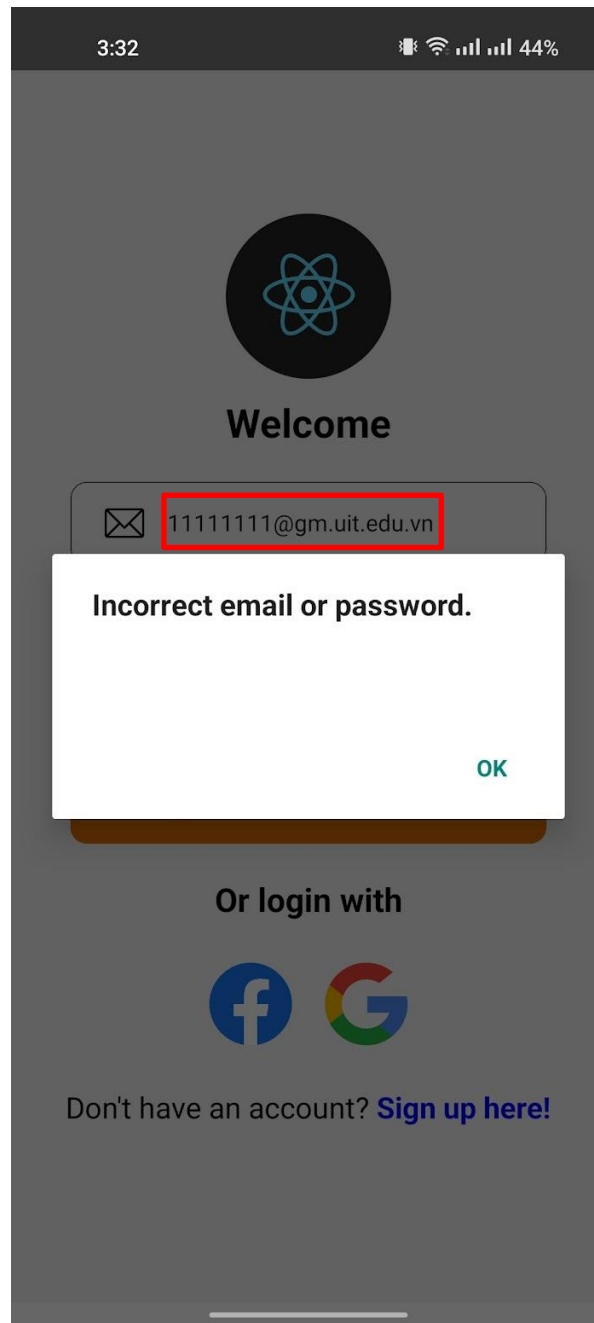 3:32 44%
Welcome
11111111@gm.uit.edu.vn
Incorrect email or password.
OK
Or login with
Don't have an account? Sign up here!